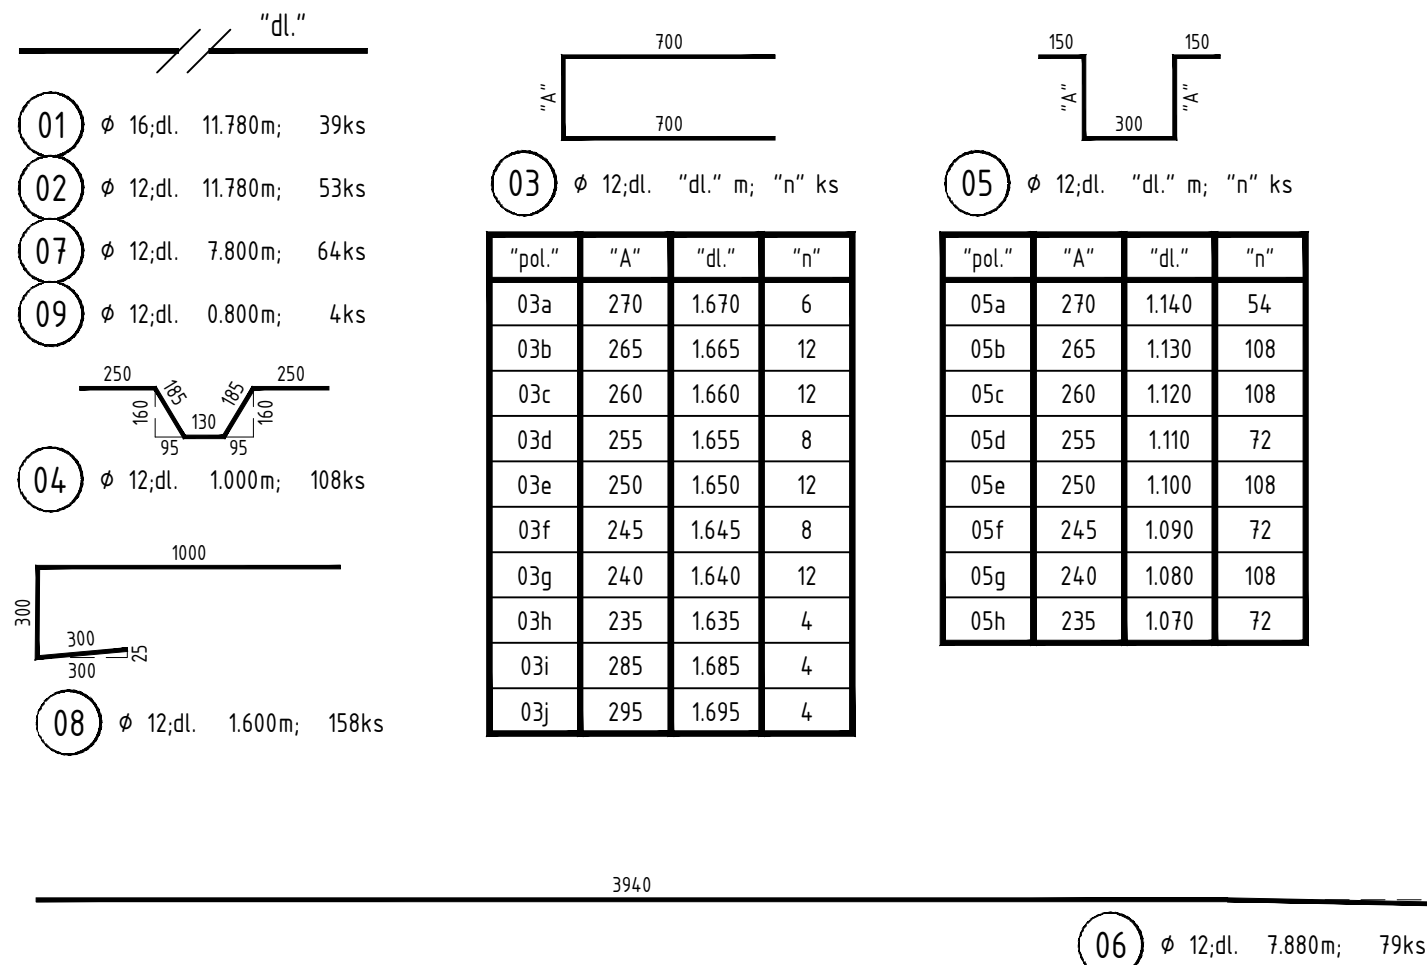 "dl."
01 ϕ 16;dl. 11.780m; 39ks
02 ϕ 12;dl. 11.780m; 53ks
07 ϕ 12;dl. 7.800m; 64ks
09 ϕ 12;dl. 0.800m; 4ks
250 185 185 250
160 130 160
95 95
04 ϕ 12;dl. 1.000m; 108ks
1000
300
300 25
300
08 ϕ 12;dl. 1.600m; 158ks
700
"A"
700
03 ϕ 12;dl. "dl." m; "n" ks
"pol." "A" "dl." "n"
03a 270 1.670 6
03b 265 1.665 12
03c 260 1.660 12
03d 255 1.655 8
03e 250 1.650 12
03f 245 1.645 8
03g 240 1.640 12
03h 235 1.635 4
03i 285 1.685 4
03j 295 1.695 4
150 150
"A" "A"
300
05 ϕ 12;dl. "dl." m; "n" ks
"pol." "A" "dl." "n"
05a 270 1.140 54
05b 265 1.130 108
05c 260 1.120 108
05d 255 1.110 72
05e 250 1.100 108
05f 245 1.090 72
05g 240 1.080 108
05h 235 1.070 72
3940
06 ϕ 12;dl. 7.880m; 79ks